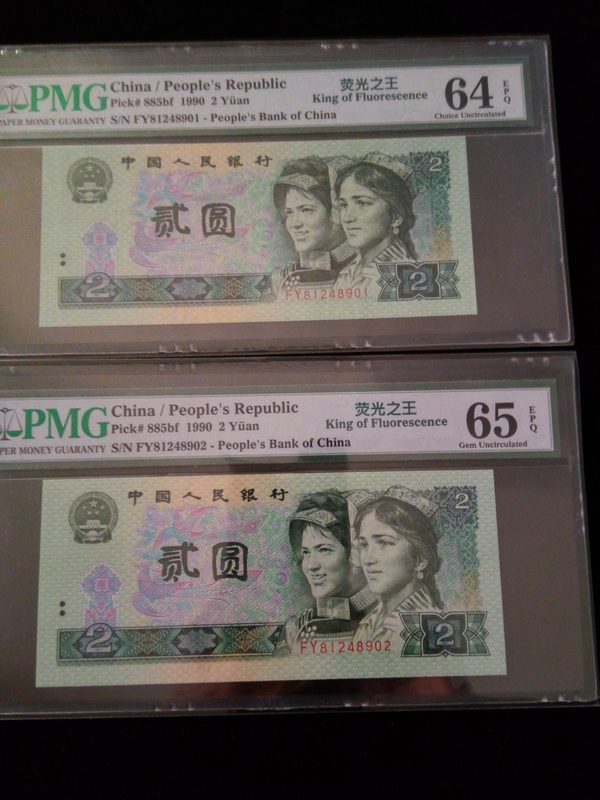 PMG
PAPER MONEY GUARANTY
China / People's Republic
Pick# 885bf 1990 2 Yüan
S/N FY81248901 - People's Bank of China
荧光之王
King of Fluorescence
64
EPQ
Choice Uncirculated
中国人民银行
2
贰圆
2
2
FY81248901
PMG
PAPER MONEY GUARANTY
China / People's Republic
Pick# 885bf 1990 2 Yüan
S/N FY81248902 - People's Bank of China
荧光之王
King of Fluorescence
65
EPQ
Gem Uncirculated
中国人民银行
2
贰圆
2
2
FY81248902